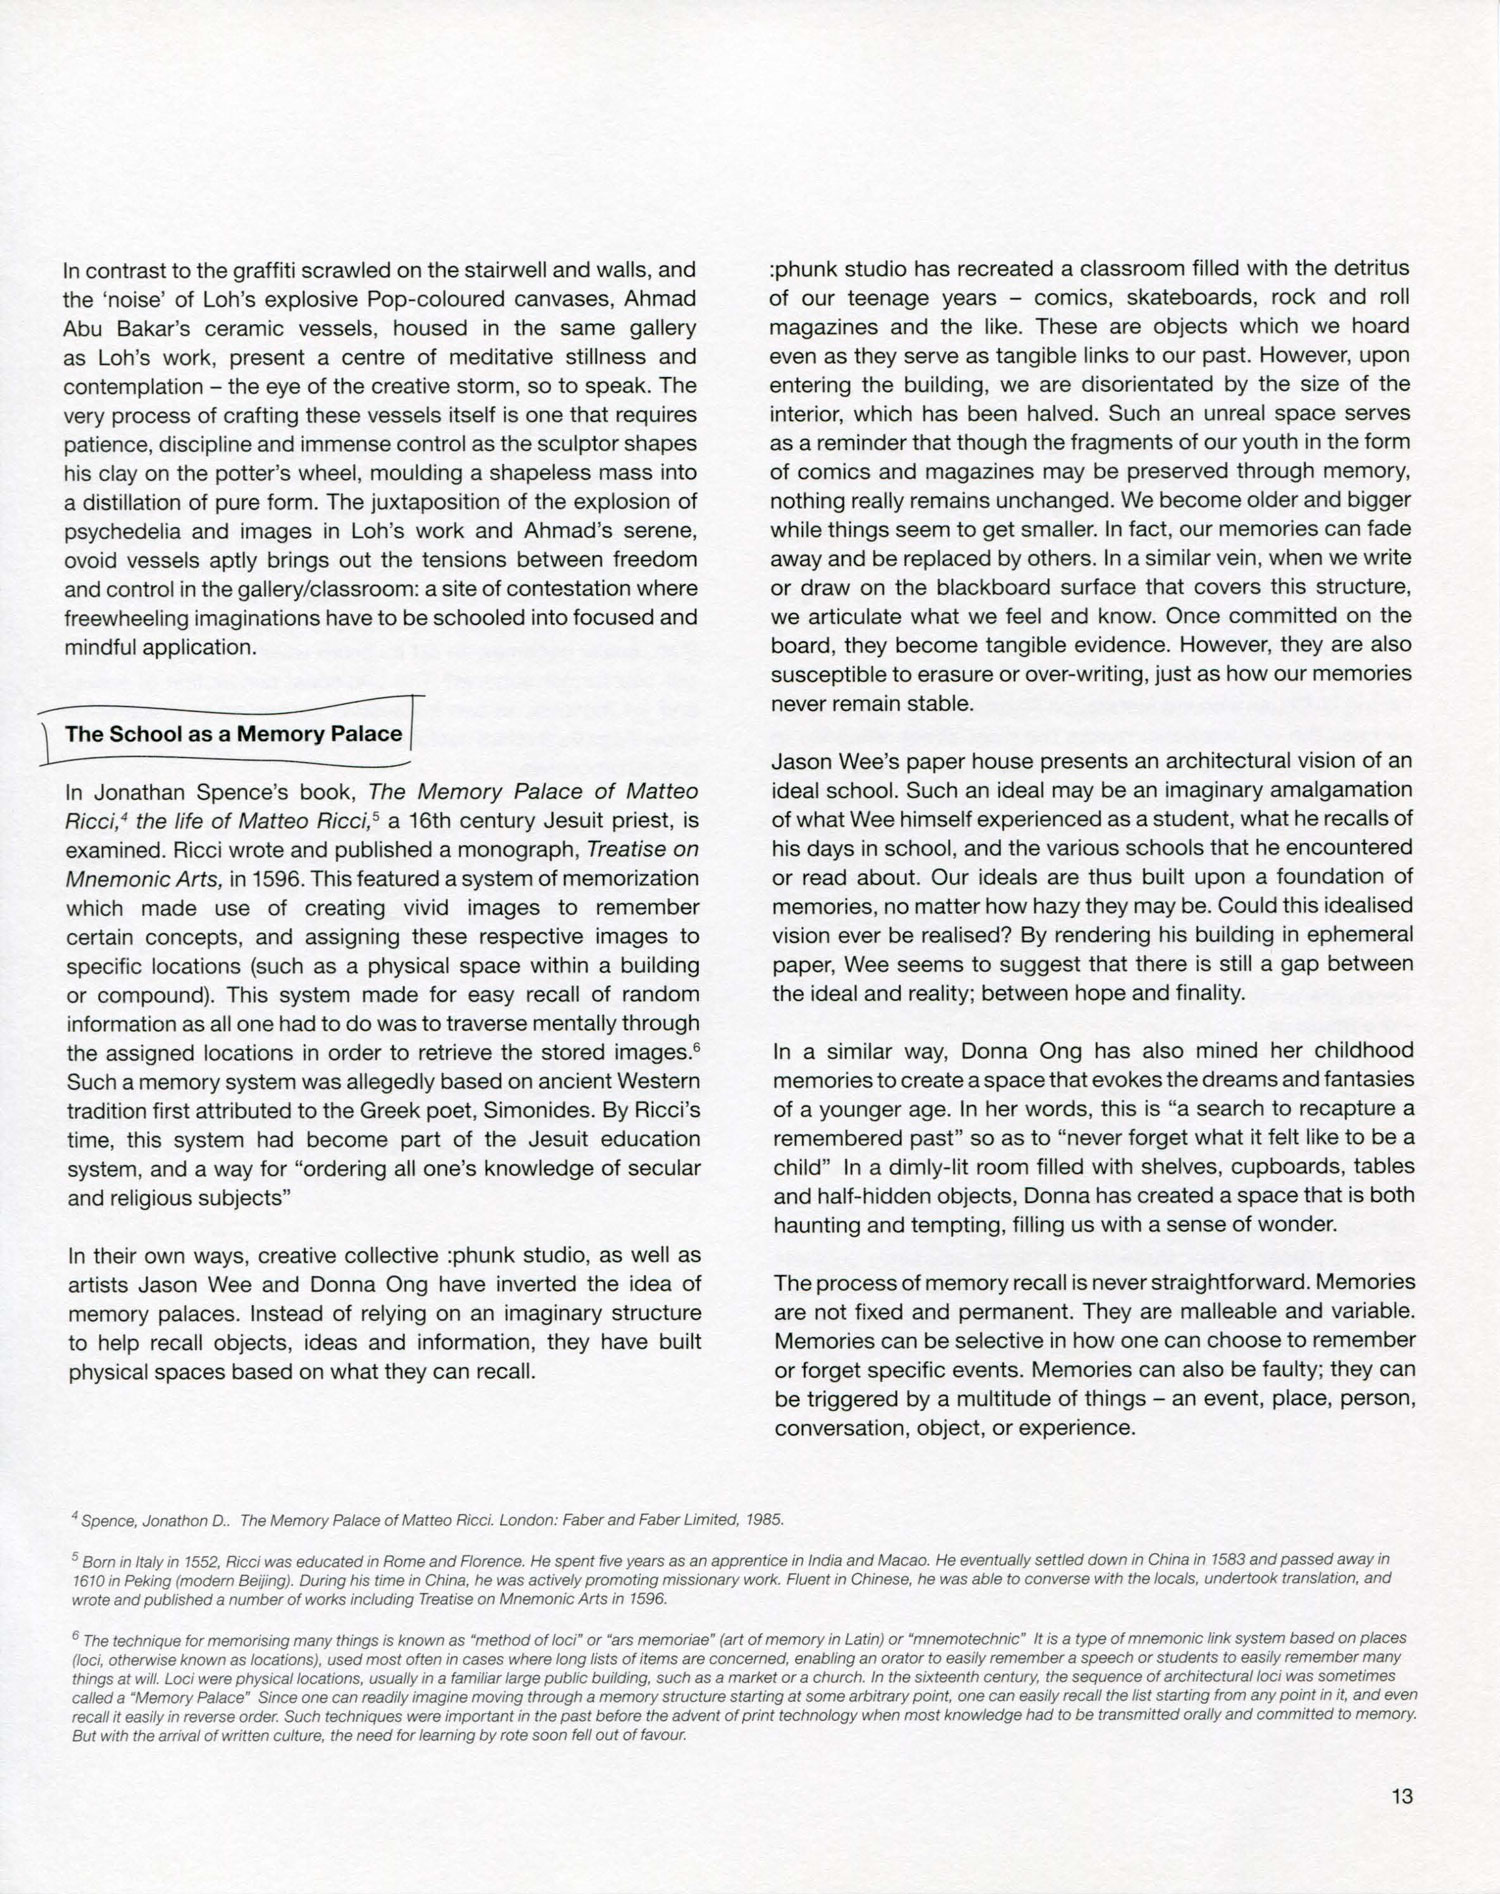 In contrast to the graffiti scrawled on the stairwell and walls, and
the ‘noise’ of Loh’s explosive Pop-coloured canvases, Ahmad
Abu Bakar’s ceramic vessels, housed in the same gallery
as Loh’s work, present a centre of meditative stillness and
contemplation – the eye of the creative storm, so to speak. The
very process of crafting these vessels itself is one that requires
patience, discipline and immense control as the sculptor shapes
his clay on the potter’s wheel, moulding a shapeless mass into
a distillation of pure form. The juxtaposition of the explosion of
psychedelia and images in Loh’s work and Ahmad’s serene,
ovoid vessels aptly brings out the tensions between freedom
and control in the gallery/classroom: a site of contestation where
freewheeling imaginations have to be schooled into focused and
mindful application.
The School as a Memory Palace
In Jonathan Spence’s book, The Memory Palace of Matteo
Ricci,⁴ the life of Matteo Ricci,⁵ a 16th century Jesuit priest, is
examined. Ricci wrote and published a monograph, Treatise on
Mnemonic Arts, in 1596. This featured a system of memorization
which made use of creating vivid images to remember
certain concepts, and assigning these respective images to
specific locations (such as a physical space within a building
or compound). This system made for easy recall of random
information as all one had to do was to traverse mentally through
the assigned locations in order to retrieve the stored images.⁶
Such a memory system was allegedly based on ancient Western
tradition first attributed to the Greek poet, Simonides. By Ricci’s
time, this system had become part of the Jesuit education
system, and a way for “ordering all one’s knowledge of secular
and religious subjects”
In their own ways, creative collective :phunk studio, as well as
artists Jason Wee and Donna Ong have inverted the idea of
memory palaces. Instead of relying on an imaginary structure
to help recall objects, ideas and information, they have built
physical spaces based on what they can recall.
:phunk studio has recreated a classroom filled with the detritus
of our teenage years – comics, skateboards, rock and roll
magazines and the like. These are objects which we hoard
even as they serve as tangible links to our past. However, upon
entering the building, we are disorientated by the size of the
interior, which has been halved. Such an unreal space serves
as a reminder that though the fragments of our youth in the form
of comics and magazines may be preserved through memory,
nothing really remains unchanged. We become older and bigger
while things seem to get smaller. In fact, our memories can fade
away and be replaced by others. In a similar vein, when we write
or draw on the blackboard surface that covers this structure,
we articulate what we feel and know. Once committed on the
board, they become tangible evidence. However, they are also
susceptible to erasure or over-writing, just as how our memories
never remain stable.
Jason Wee’s paper house presents an architectural vision of an
ideal school. Such an ideal may be an imaginary amalgamation
of what Wee himself experienced as a student, what he recalls of
his days in school, and the various schools that he encountered
or read about. Our ideals are thus built upon a foundation of
memories, no matter how hazy they may be. Could this idealised
vision ever be realised? By rendering his building in ephemeral
paper, Wee seems to suggest that there is still a gap between
the ideal and reality; between hope and finality.
In a similar way, Donna Ong has also mined her childhood
memories to create a space that evokes the dreams and fantasies
of a younger age. In her words, this is “a search to recapture a
remembered past” so as to “never forget what it felt like to be a
child” In a dimly-lit room filled with shelves, cupboards, tables
and half-hidden objects, Donna has created a space that is both
haunting and tempting, filling us with a sense of wonder.
The process of memory recall is never straightforward. Memories
are not fixed and permanent. They are malleable and variable.
Memories can be selective in how one can choose to remember
or forget specific events. Memories can also be faulty; they can
be triggered by a multitude of things – an event, place, person,
conversation, object, or experience.
⁴ Spence, Jonathon D.. The Memory Palace of Matteo Ricci. London: Faber and Faber Limited, 1985.
⁵ Born in Italy in 1552, Ricci was educated in Rome and Florence. He spent five years as an apprentice in India and Macao. He eventually settled down in China in 1583 and passed away in
1610 in Peking (modern Beijing). During his time in China, he was actively promoting missionary work. Fluent in Chinese, he was able to converse with the locals, undertook translation, and
wrote and published a number of works including Treatise on Mnemonic Arts in 1596.
⁶ The technique for memorising many things is known as “method of loci” or “ars memoriae” (art of memory in Latin) or “mnemotechnic” It is a type of mnemonic link system based on places
(loci, otherwise known as locations), used most often in cases where long lists of items are concerned, enabling an orator to easily remember a speech or students to easily remember many
things at will. Loci were physical locations, usually in a familiar large public building, such as a market or a church. In the sixteenth century, the sequence of architectural loci was sometimes
called a “Memory Palace” Since one can readily imagine moving through a memory structure starting at some arbitrary point, one can easily recall the list starting from any point in it, and even
recall it easily in reverse order. Such techniques were important in the past before the advent of print technology when most knowledge had to be transmitted orally and committed to memory.
But with the arrival of written culture, the need for learning by rote soon fell out of favour.
13